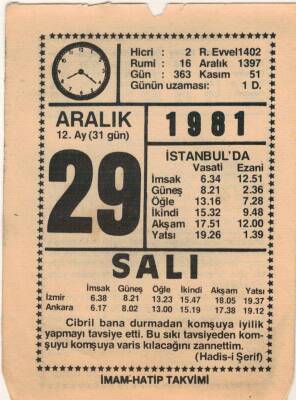 Hicri : 2 R. Evvel1402
Rumi : 16 Aralık 1397
Gün : 363 Kasım 51
Günün uzaması: 1 D.
ARALIK
12. Ay (31 gün)
29
1981
İSTANBUL'DA
Vasati Ezani
İmsak 6.34 12.51
Güneş 8.21 2.36
Öğle 13.16 7.28
İkindi 15.32 9.48
Akşam 17.51 12.00
Yatsı 19.26 1.39
SALI
İmsak Güneş Öğle İkindi Akşam Yatsı
İzmir 6.38 8.21 13.23 15.47 18.05 19.37
Ankara 6.17 8.02 13.00 15.19 17.38 19.12
Cibril bana durmadan komşuya iyilik
yapmayı tavsiye etti. Bu sıkı tavsiyeden kom-
şuyu komşuya varis kılacağını zannettim.
(Hadis-i Şerif)
İMAM-HATİP TAKVİMİ